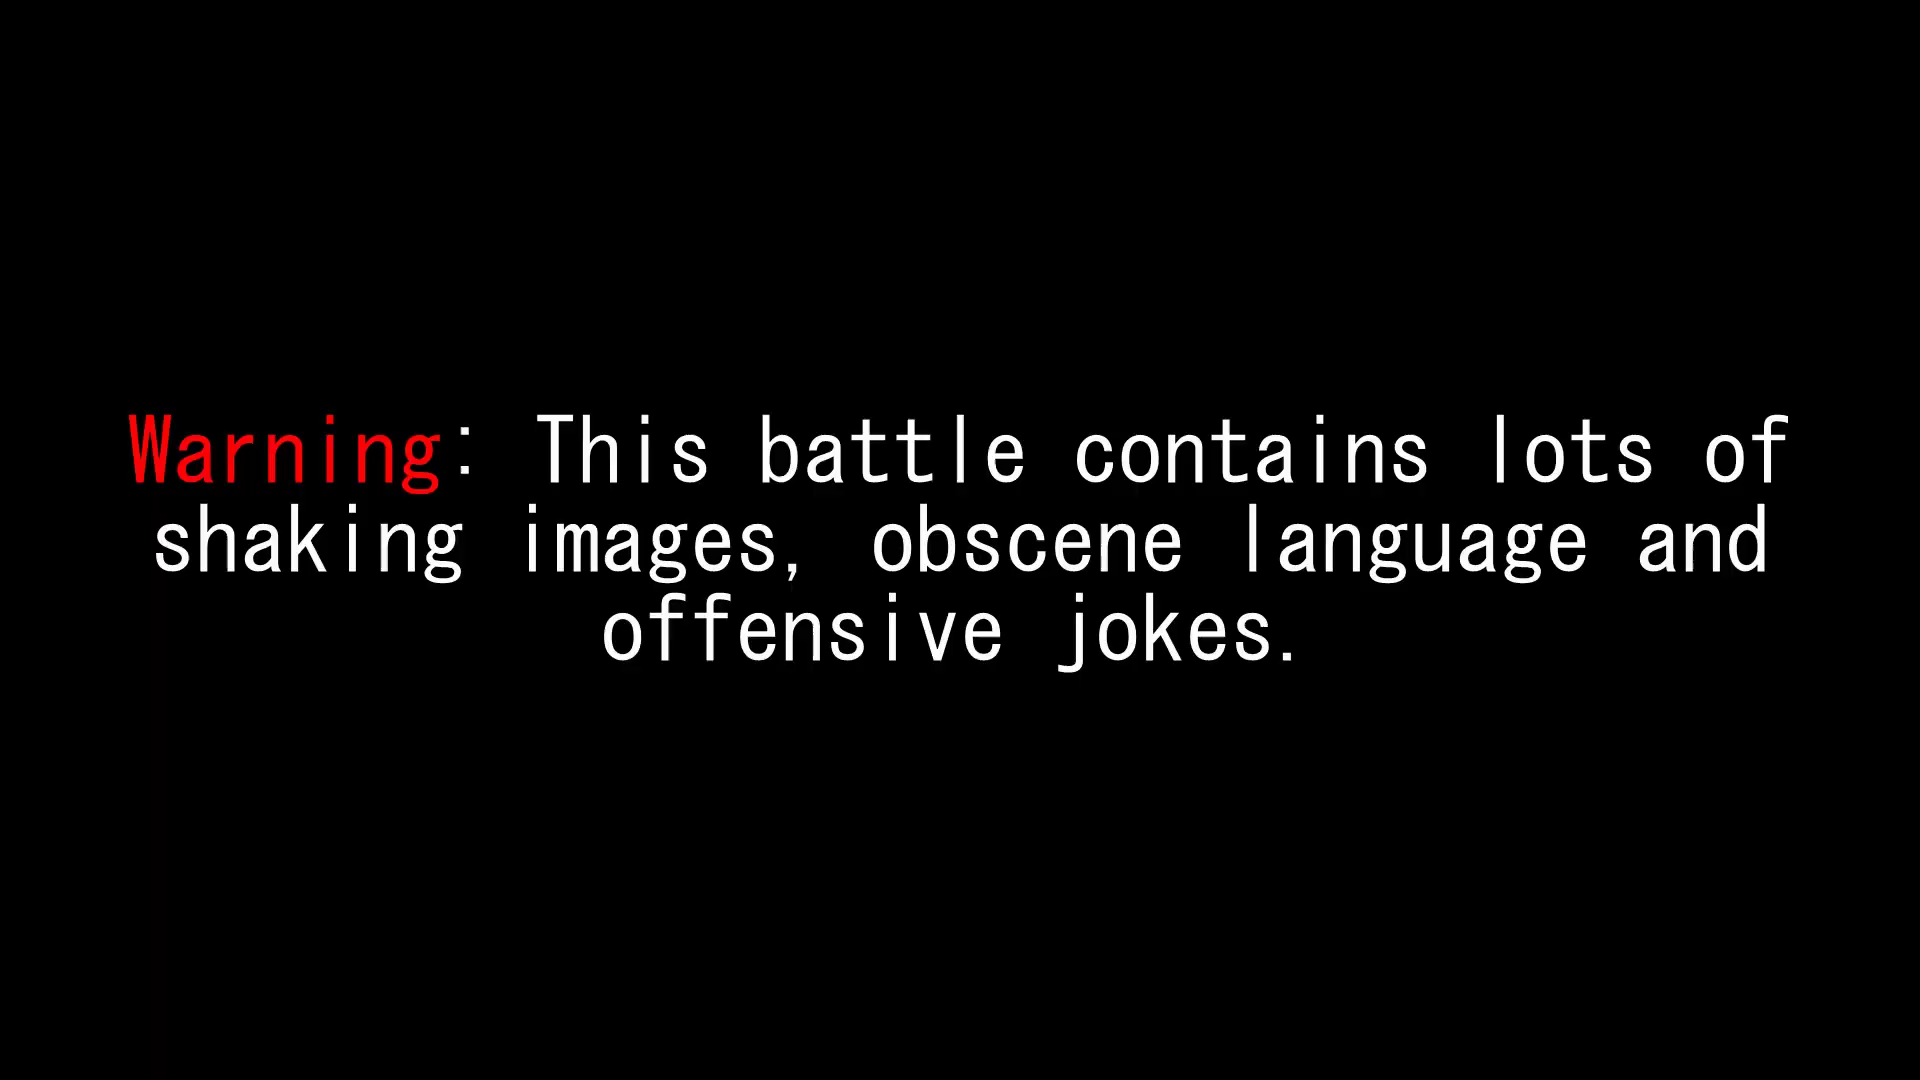 Warning: This battle contains lots of
shaking images, obscene language and
offensive jokes.